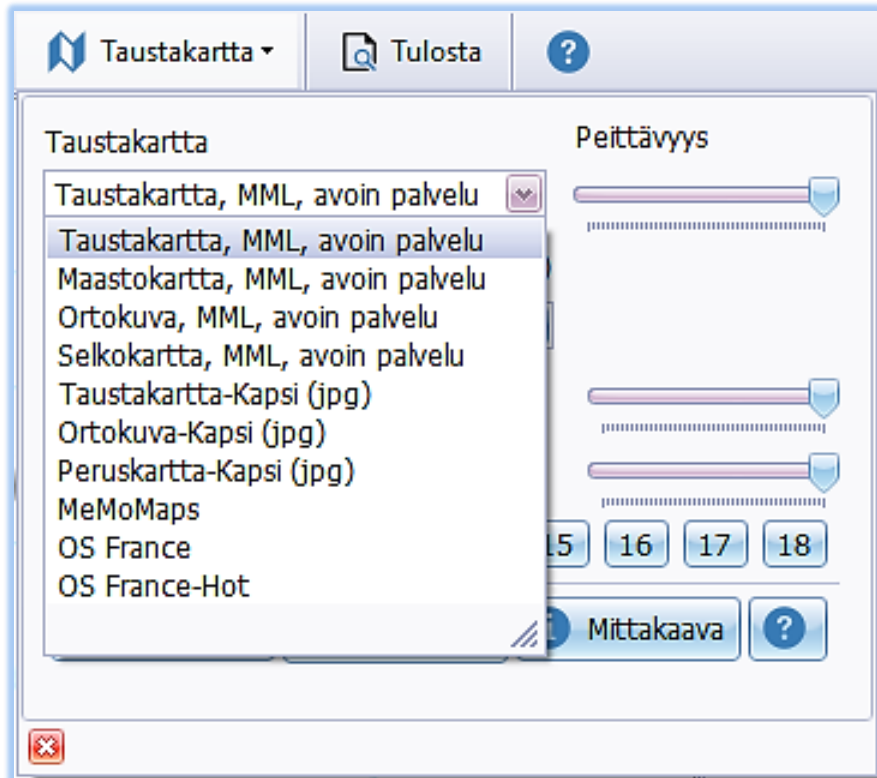 Taustakartta Tulosta ?
Taustakartta Peittävyys
Taustakartta, MML, avoin palvelu
Taustakartta, MML, avoin palvelu
Maastokartta, MML, avoin palvelu
Ortokuva, MML, avoin palvelu
Selkokartta, MML, avoin palvelu
Taustakartta-Kapsi (jpg)
Ortokuva-Kapsi (jpg)
Peruskartta-Kapsi (jpg)
MeMoMaps
OS France
15 16 17 18
OS France-Hot
Mittakaava ?